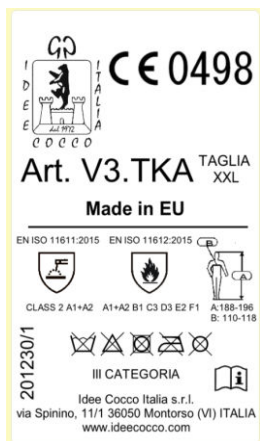 GP
IDEE
ITALIA
dal 1972
COCCO
CE 0498
Art. V3.TKA
TAGLIA
XXL
Made in EU
EN ISO 11611:2015
EN ISO 11612:2015
B
A
CLASS 2 A1+A2
A1+A2 B1 C3 D3 E2 F1
A:188-196
B: 110-118
201230/1
III CATEGORIA
i
Idee Cocco Italia s.r.l.
via Spinino, 11/1 36050 Montorso (VI) ITALIA
www.ideecocco.com